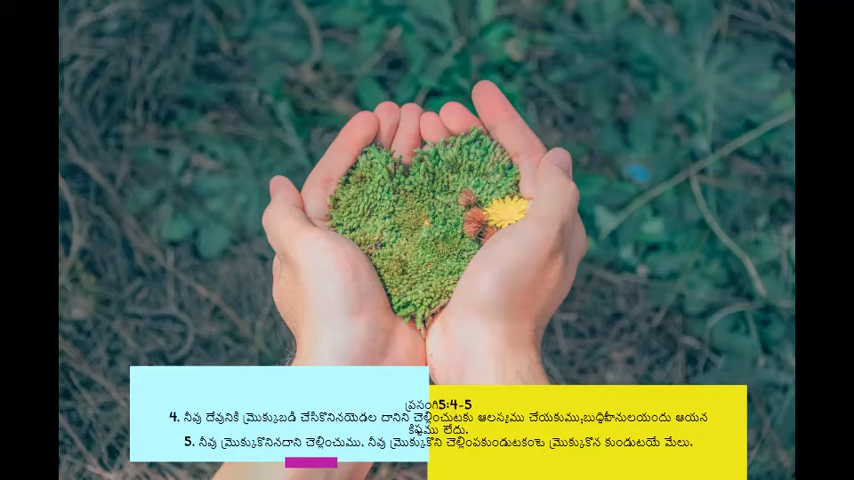 ప్రసంగి5:4-5
4. నీవు దేవునికి మ్రొక్కుబడి చేసికొనినయెడల దానిని చెల్లించుటకు ఆలస్యము చేయకుము,బుద్ధిహీనులయందు ఆయన
కిష్టము లేదు.
5. నీవు మ్రొక్కుకొనినదాని చెల్లించుము. నీవు మ్రొక్కుకొని చెల్లింపకుండుటకంటె మ్రొక్కుకొన కుండుటయే మేలు.